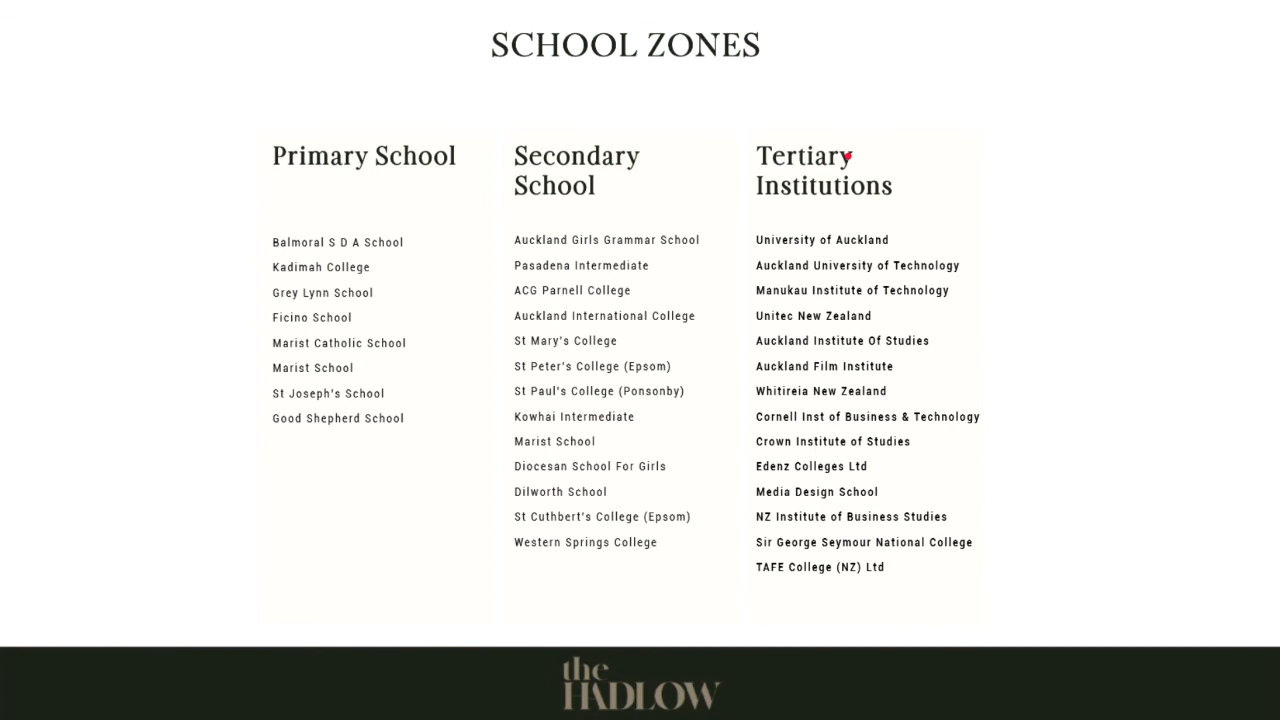 SCHOOL ZONES
Primary School
Balmoral S D A School
Kadimah College
Grey Lynn School
Ficino School
Marist Catholic School
Marist School
St Joseph's School
Good Shepherd School
Secondary
School
Auckland Girls Grammar School
Pasadena Intermediate
ACG Parnell College
Auckland International College
St Mary's College
St Peter's College (Epsom)
St Paul's College (Ponsonby)
Kowhai Intermediate
Marist School
Diocesan School For Girls
Dilworth School
St Cuthbert's College (Epsom)
Western Springs College
Tertiary
Institutions
University of Auckland
Auckland University of Technology
Manukau Institute of Technology
Unitec New Zealand
Auckland Institute Of Studies
Auckland Film Institute
Whitireia New Zealand
Cornell Inst of Business & Technology
Crown Institute of Studies
Edenz Colleges Ltd
Media Design School
NZ Institute of Business Studies
Sir George Seymour National College
TAFE College (NZ) Ltd
the
HADLOW